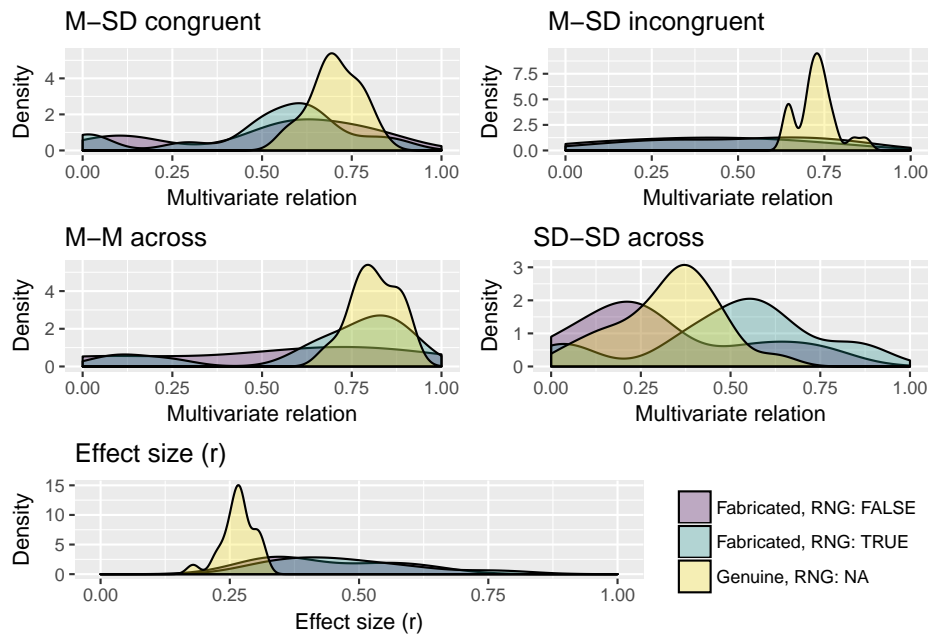 M−SD congruent
Density
4
2
0
0.00 0.25 0.50 0.75 1.00
Multivariate relation
M−SD incongruent
Density
7.5
5.0
2.5
0.0
0.00 0.25 0.50 0.75 1.00
Multivariate relation
M−M across
Density
4
2
0
0.00 0.25 0.50 0.75 1.00
Multivariate relation
SD−SD across
Density
3
2
1
0
0.00 0.25 0.50 0.75 1.00
Multivariate relation
Effect size (r)
Density
15
10
5
0
0.00 0.25 0.50 0.75 1.00
Effect size (r)
Fabricated, RNG: FALSE
Fabricated, RNG: TRUE
Genuine, RNG: NA